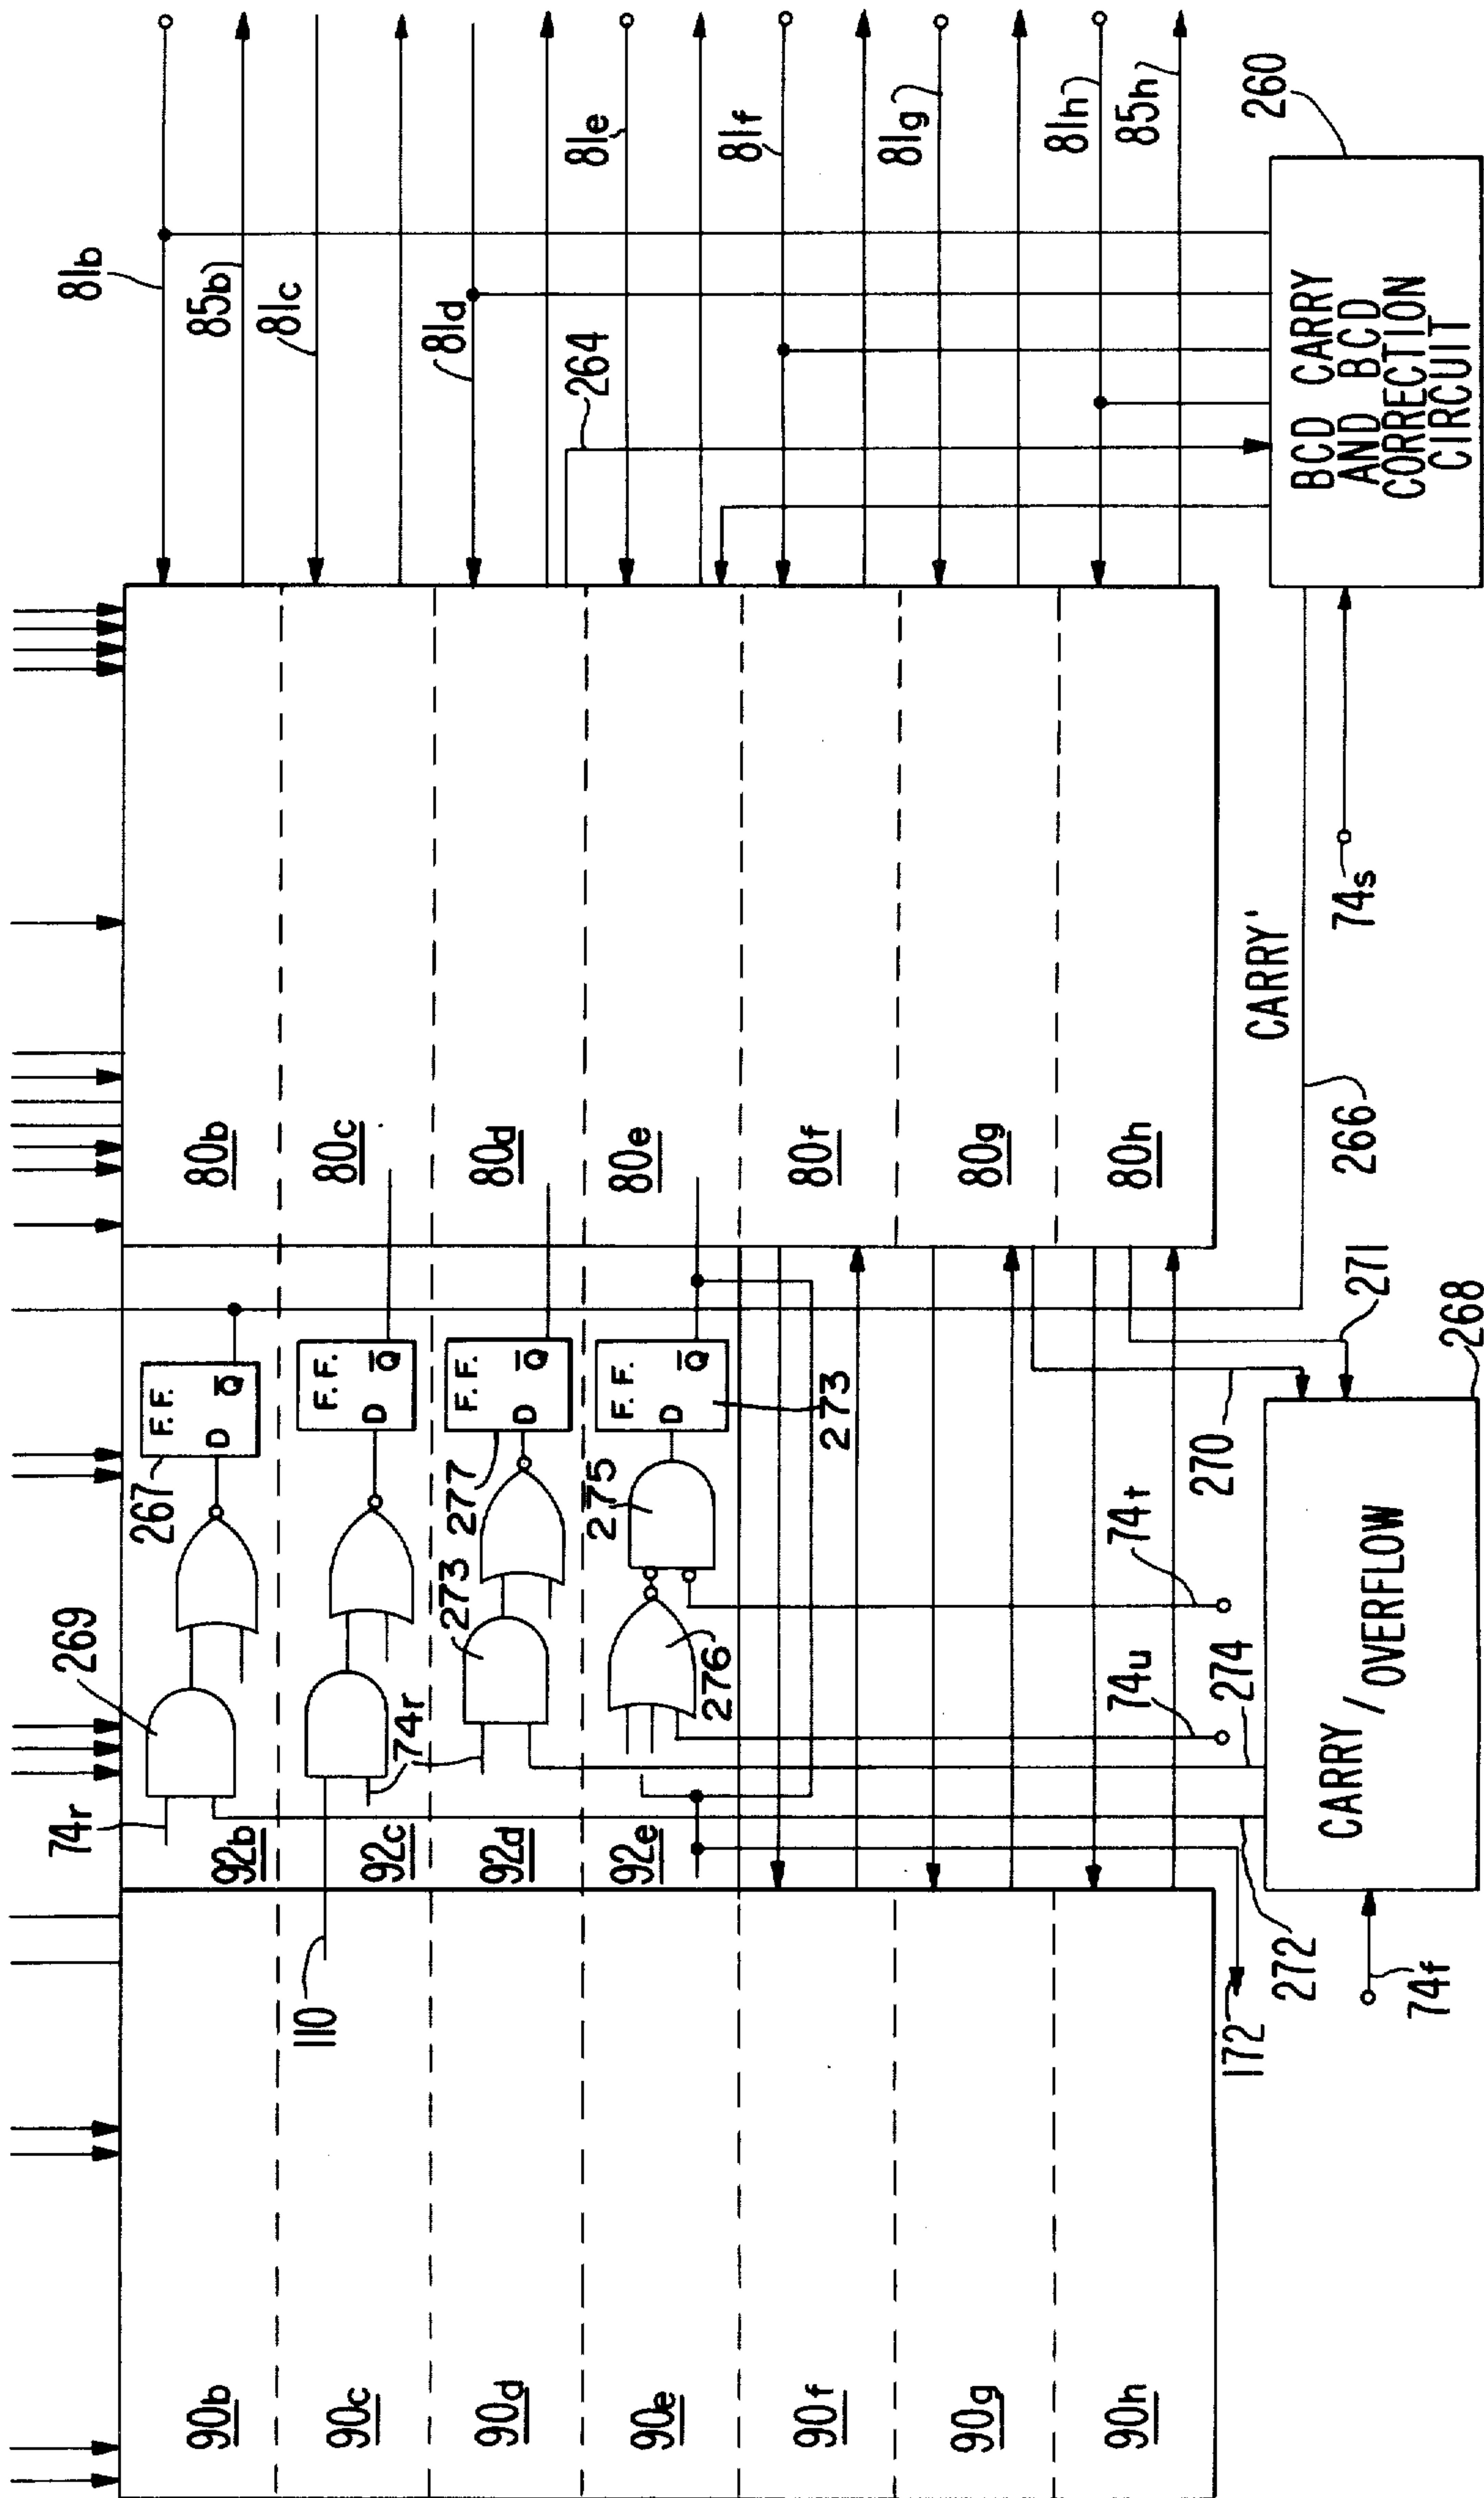 81b
85b
81c
81d
264
81e
81f
81g
81h
85h
260
BCD CARRY
AND BCD
CORRECTION
CIRCUIT
80b
80c
80d
80e
80f
80g
80h
CARRY'
74s
266
267
F.F.
D
Q̅
F.F.
D
Q̅
F.F.
D
Q̅
F.F.
D
Q̅
269
277
273
275
273
276
74r
74r
270
271
268
74t
74u
274
CARRY/
OVERFLOW
92b
92c
92d
92e
110
272
172
74f
90b
90c
90d
90e
90f
90g
90h